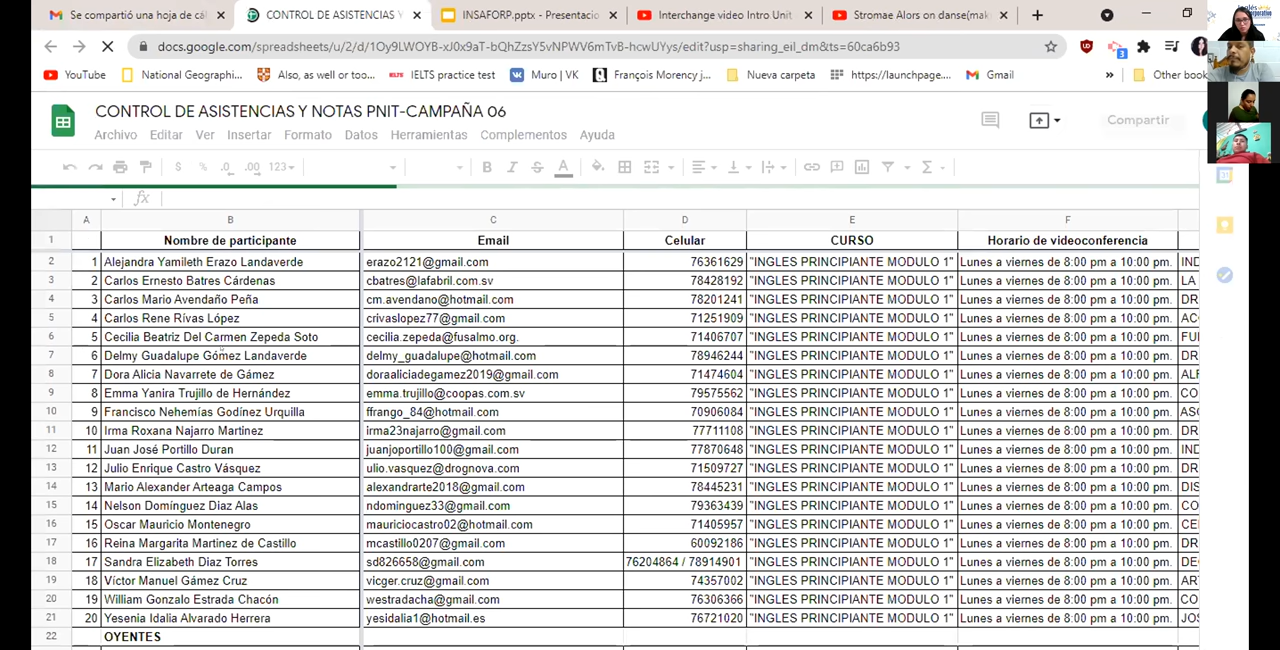 Se compartió una hoja de cál
CONTROL DE ASISTENCIAS Y
INSAFORP.pptx - Presentacio
Interchange video Intro Unit
Stromae Alors on danse(mak
docs.google.com/spreadsheets/u/2/d/1Oy9LWOYB-xJ0x9aT-bQhZzsY5vNPWV6mTvB-hcwUYys/edit?usp=sharing_eil_dm&ts=60ca6b93
YouTube
National Geographi...
Also, as well or too...
IELTS practice test
Muro | VK
François Morency j...
Nueva carpeta
https://launchpage....
Gmail
Other book
CONTROL DE ASISTENCIAS Y NOTAS PNIT-CAMPAÑA 06
Archivo Editar Ver Insertar Formato Datos Herramientas Complementos Ayuda
Compartir
$ % .0 .00 123
B I S A
fx
A B C D E F
1 Nombre de participante Email Celular CURSO Horario de videoconferencia
2 1 Alejandra Yamileth Erazo Landaverde erazo2121@gmail.com 76361629 "INGLES PRINCIPIANTE MODULO 1" Lunes a viernes de 8:00 pm a 10:00 pm. IND
3 2 Carlos Ernesto Batres Cárdenas cbatres@lafabril.com.sv 78428192 "INGLES PRINCIPIANTE MODULO 1" Lunes a viernes de 8:00 pm a 10:00 pm. LA
4 3 Carlos Mario Avendaño Peña cm.avendano@hotmail.com 78201241 "INGLES PRINCIPIANTE MODULO 1" Lunes a viernes de 8:00 pm a 10:00 pm. DR
5 4 Carlos Rene Rívas López crivaslopez77@gmail.com 71251909 "INGLES PRINCIPIANTE MODULO 1" Lunes a viernes de 8:00 pm a 10:00 pm. AC
6 5 Cecilia Beatriz Del Carmen Zepeda Soto cecilia.zepeda@fusalmo.org. 71406707 "INGLES PRINCIPIANTE MODULO 1" Lunes a viernes de 8:00 pm a 10:00 pm. FU
7 6 Delmy Guadalupe Gómez Landaverde delmy_guadalupe@hotmail.com 78946244 "INGLES PRINCIPIANTE MODULO 1" Lunes a viernes de 8:00 pm a 10:00 pm. DR
8 7 Dora Alicia Navarrete de Gámez doraaliciadegamez2019@gmail.com 71474604 "INGLES PRINCIPIANTE MODULO 1" Lunes a viernes de 8:00 pm a 10:00 pm. ALF
9 8 Emma Yanira Trujillo de Hernández emma.trujillo@coopas.com.sv 79575562 "INGLES PRINCIPIANTE MODULO 1" Lunes a viernes de 8:00 pm a 10:00 pm. CO
10 9 Francisco Nehemías Godínez Urquilla ffrango_84@hotmail.com 70906084 "INGLES PRINCIPIANTE MODULO 1" Lunes a viernes de 8:00 pm a 10:00 pm. ASO
11 10 Irma Roxana Najarro Martinez irma23najarro@gmail.com 77711108 "INGLES PRINCIPIANTE MODULO 1" Lunes a viernes de 8:00 pm a 10:00 pm. CO
12 11 Juan José Portillo Duran juanjoportillo100@gmail.com 77870648 "INGLES PRINCIPIANTE MODULO 1" Lunes a viernes de 8:00 pm a 10:00 pm. IND
13 12 Julio Enrique Castro Vásquez ulio.vasquez@drognova.com 71509727 "INGLES PRINCIPIANTE MODULO 1" Lunes a viernes de 8:00 pm a 10:00 pm. DR
14 13 Mario Alexander Arteaga Campos alexandrarte2018@gmail.com 78445231 "INGLES PRINCIPIANTE MODULO 1" Lunes a viernes de 8:00 pm a 10:00 pm. DIS
15 14 Nelson Domínguez Diaz Alas ndominguez33@gmail.com 79363439 "INGLES PRINCIPIANTE MODULO 1" Lunes a viernes de 8:00 pm a 10:00 pm. CO
16 15 Oscar Mauricio Montenegro mauriciocastro02@hotmail.com 71405957 "INGLES PRINCIPIANTE MODULO 1" Lunes a viernes de 8:00 pm a 10:00 pm. CE
17 16 Reina Margarita Martinez de Castillo mcastillo0207@gmail.com 60092186 "INGLES PRINCIPIANTE MODULO 1" Lunes a viernes de 8:00 pm a 10:00 pm. DR
18 17 Sandra Elizabeth Diaz Torres sd826658@gmail.com 76204864 / 78914901 "INGLES PRINCIPIANTE MODULO 1" Lunes a viernes de 8:00 pm a 10:00 pm. DE
19 18 Víctor Manuel Gámez Cruz vicger.cruz@gmail.com 74357002 "INGLES PRINCIPIANTE MODULO 1" Lunes a viernes de 8:00 pm a 10:00 pm. AR
20 19 William Gonzalo Estrada Chacón westradacha@gmail.com 76306366 "INGLES PRINCIPIANTE MODULO 1" Lunes a viernes de 8:00 pm a 10:00 pm. CO
21 20 Yesenia Idalia Alvarado Herrera yesidalia1@hotmail.es 76721020 "INGLES PRINCIPIANTE MODULO 1" Lunes a viernes de 8:00 pm a 10:00 pm. JOS
22 OYENTES